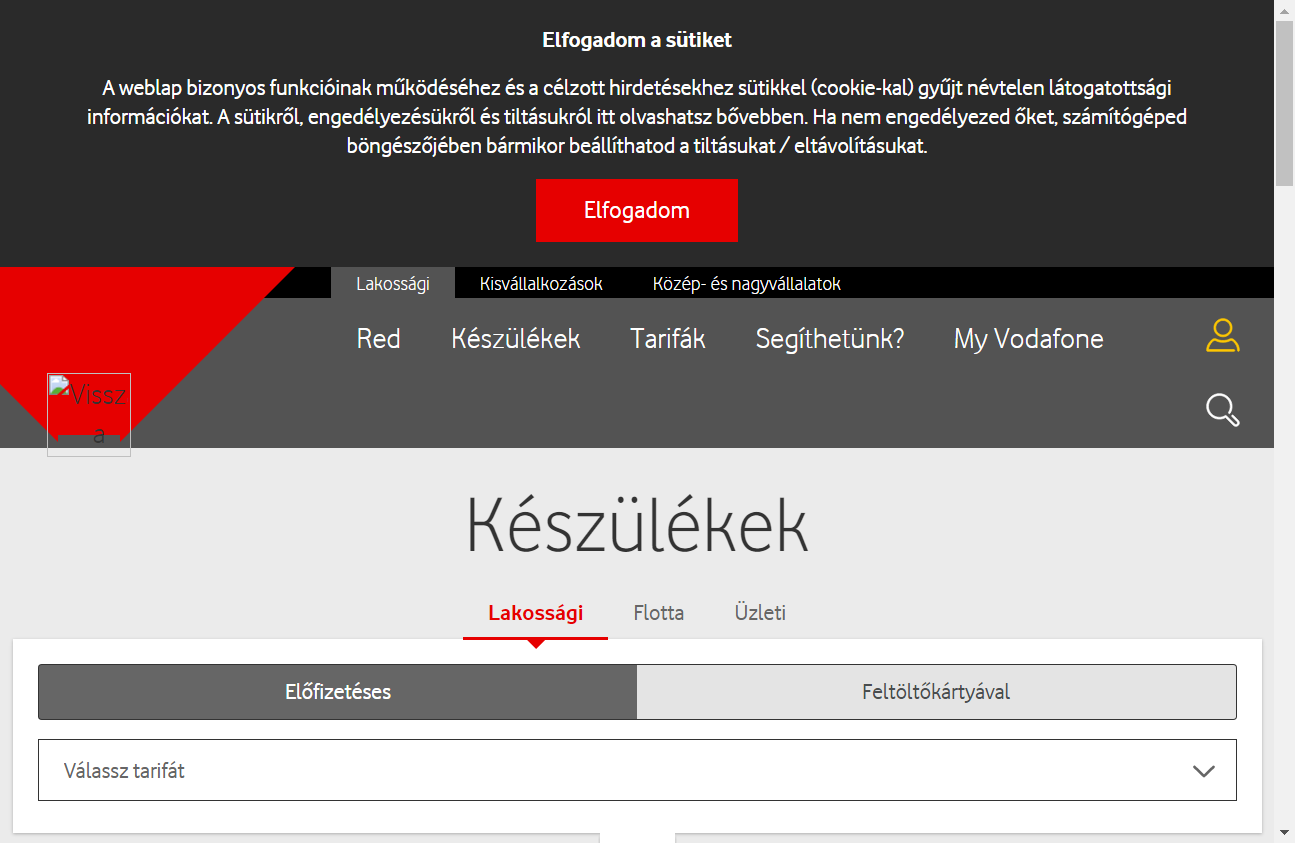 Elfogadom a sütiket
A weblap bizonyos funkcióinak működéséhez és a célzott hirdetésekhez sütikkel (cookie-kal) gyűjt névtelen látogatottsági
információkat. A sütikről, engedélyezésükről és tiltásukról itt olvashatsz bővebben. Ha nem engedélyezed őket, számítógéped
böngészőjében bármikor beállíthatod a tiltásukat / eltávolításukat.
Elfogadom
Lakossági Kisvállalkozások Közép- és nagyvállalatok
Red Készülékek Tarifák Segíthetünk? My Vodafone
Vissz
a
Készülékek
Lakossági Flotta Üzleti
Előfizetéses Feltöltőkártyával
Válassz tarifát